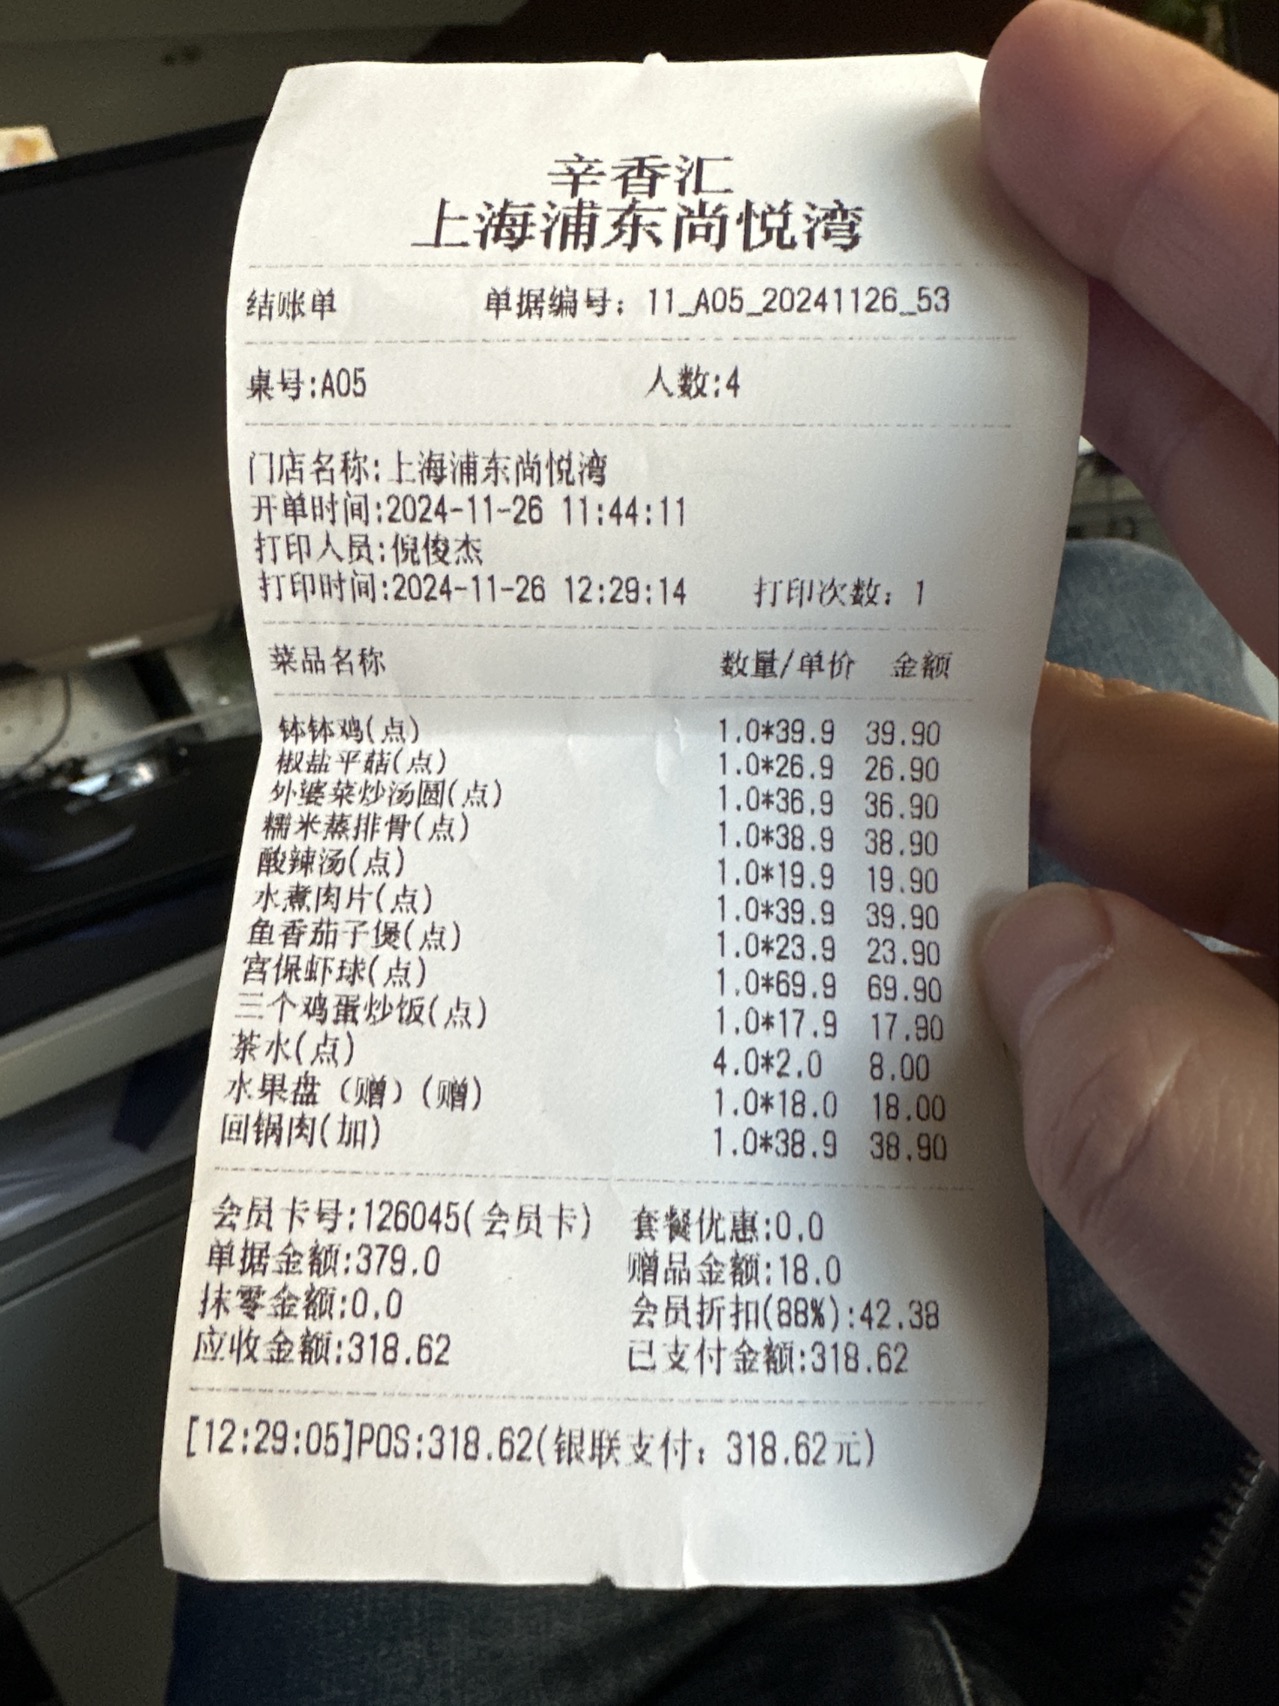 辛香汇
上海浦东尚悦湾
结账单 单据编号：11_A05_20241126_53
桌号:A05 人数:4
门店名称:上海浦东尚悦湾
开单时间:2024-11-26 11:44:11
打印人员:倪俊杰
打印时间:2024-11-26 12:29:14 打印次数：1
菜品名称 数量/单价 金额
钵钵鸡(点) 1.0*39.9 39.90
椒盐平菇(点) 1.0*26.9 26.90
外婆菜炒汤圆(点) 1.0*36.9 36.90
糯米蒸排骨(点) 1.0*38.9 38.90
酸辣汤(点) 1.0*19.9 19.90
水煮肉片(点) 1.0*39.9 39.90
鱼香茄子煲(点) 1.0*23.9 23.90
宫保虾球(点) 1.0*69.9 69.90
三个鸡蛋炒饭(点) 1.0*17.9 17.90
茶水(点) 4.0*2.0 8.00
水果盘（赠）(赠) 1.0*18.0 18.00
回锅肉(加) 1.0*38.9 38.90
会员卡号:126045(会员卡) 套餐优惠:0.0
单据金额:379.0 赠品金额:18.0
抹零金额:0.0 会员折扣(88%):42.38
应收金额:318.62 已支付金额:318.62
[12:29:05]POS:318.62(银联支付：318.62元)